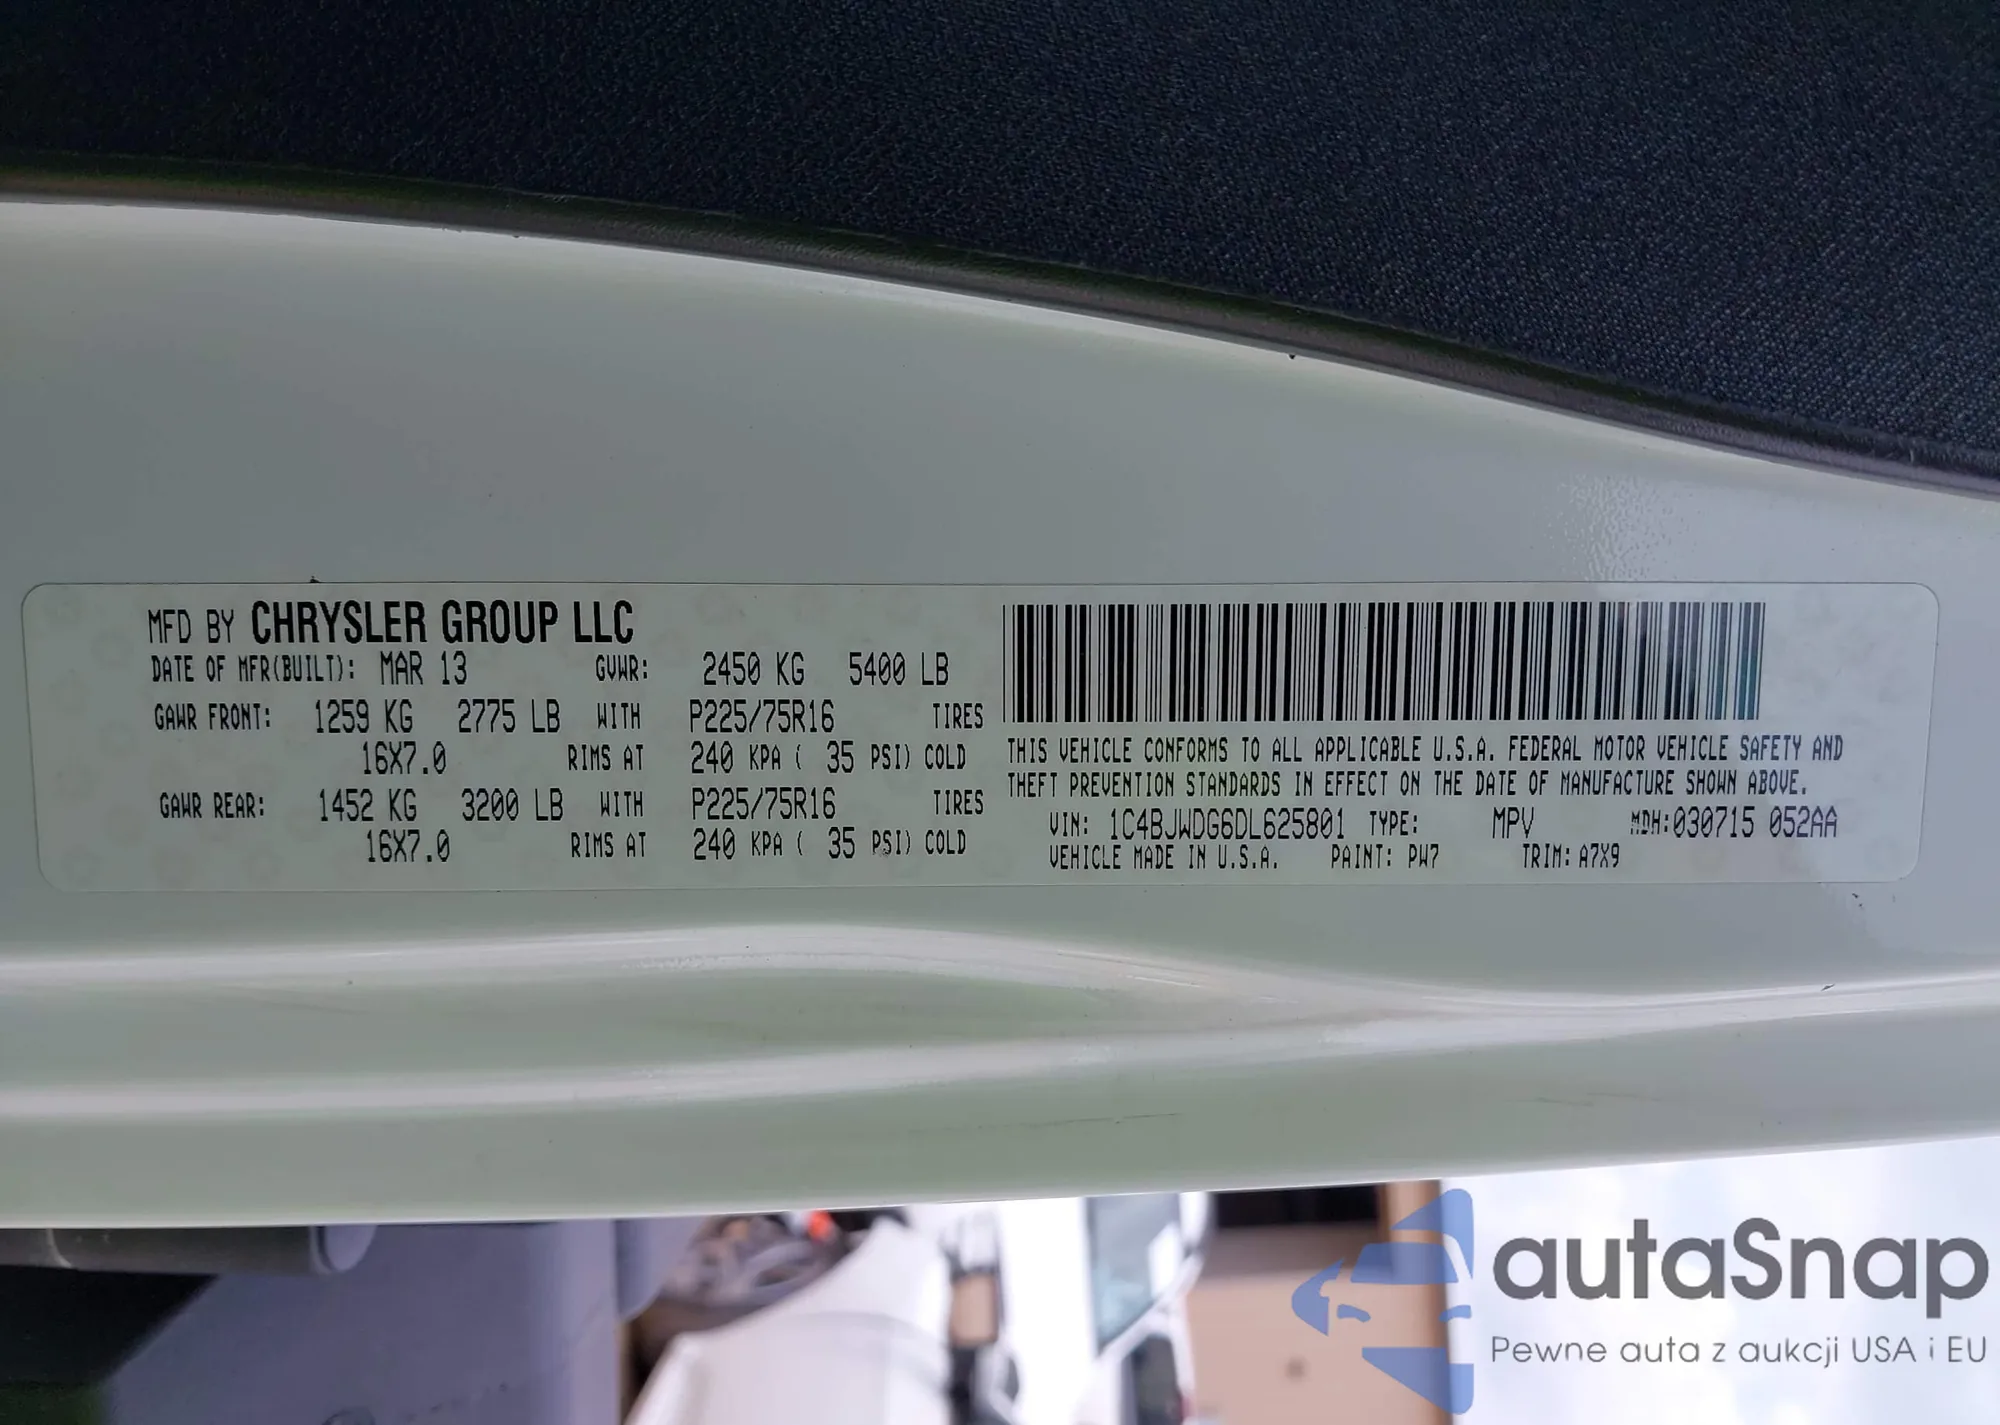 MFD BY CHRYSLER GROUP LLC
DATE OF MFR(BUILT): MAR 13 GVWR: 2450 KG 5400 LB
GAWR FRONT: 1259 KG 2775 LB WITH P225/75R16 TIRES
16X7.0 RIMS AT 240 KPA ( 35 PSI) COLD
GAWR REAR: 1452 KG 3200 LB WITH P225/75R16 TIRES
16X7.0 RIMS AT 240 KPA ( 35 PSI) COLD
THIS VEHICLE CONFORMS TO ALL APPLICABLE U.S.A. FEDERAL MOTOR VEHICLE SAFETY AND
THEFT PREVENTION STANDARDS IN EFFECT ON THE DATE OF MANUFACTURE SHOWN ABOVE.
VIN: 1C4BJWDG6DL625801 TYPE: MPV MDH:030715 052AA
VEHICLE MADE IN U.S.A. PAINT: PW7 TRIM: A7X9
autaSnap
Pewne auta z aukcji USA i EU